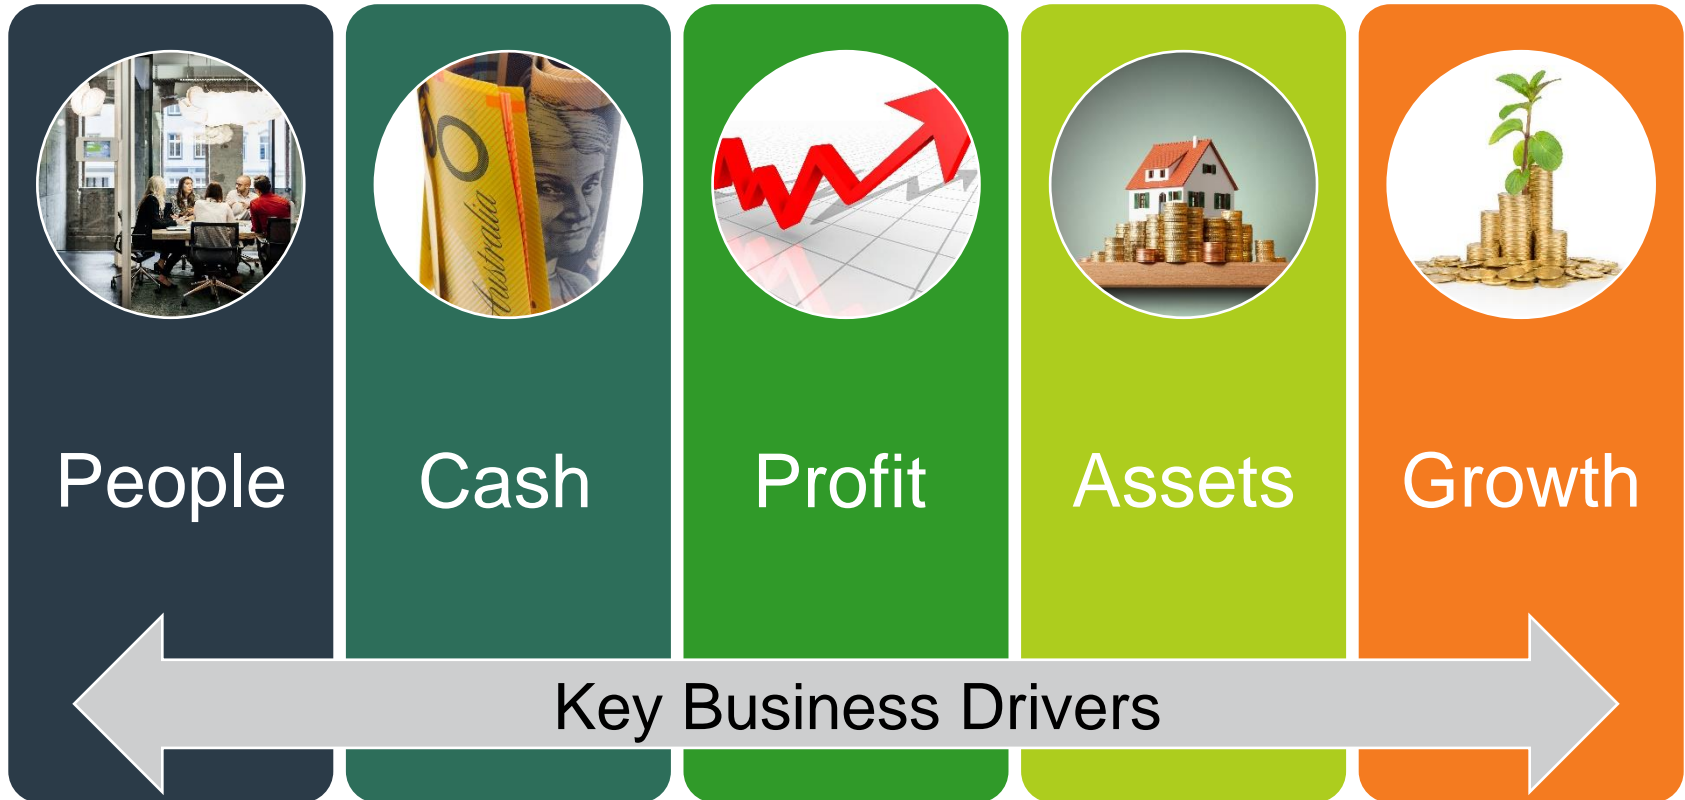 Australia
People
Cash
Profit
Assets
Growth
Key Business Drivers